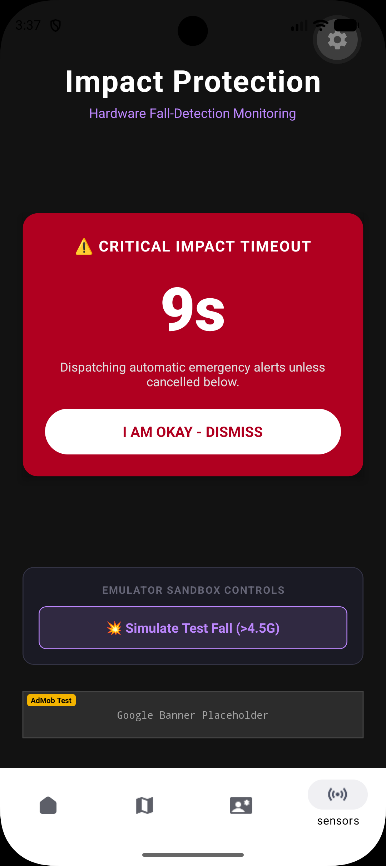 3:37
Impact Protection
Hardware Fall-Detection Monitoring
⚠️ CRITICAL IMPACT TIMEOUT
9s
Dispatching automatic emergency alerts unless
cancelled below.
I AM OKAY - DISMISS
EMULATOR SANDBOX CONTROLS
💥 Simulate Test Fall (>4.5G)
AdMob Test
Google Banner Placeholder
sensors